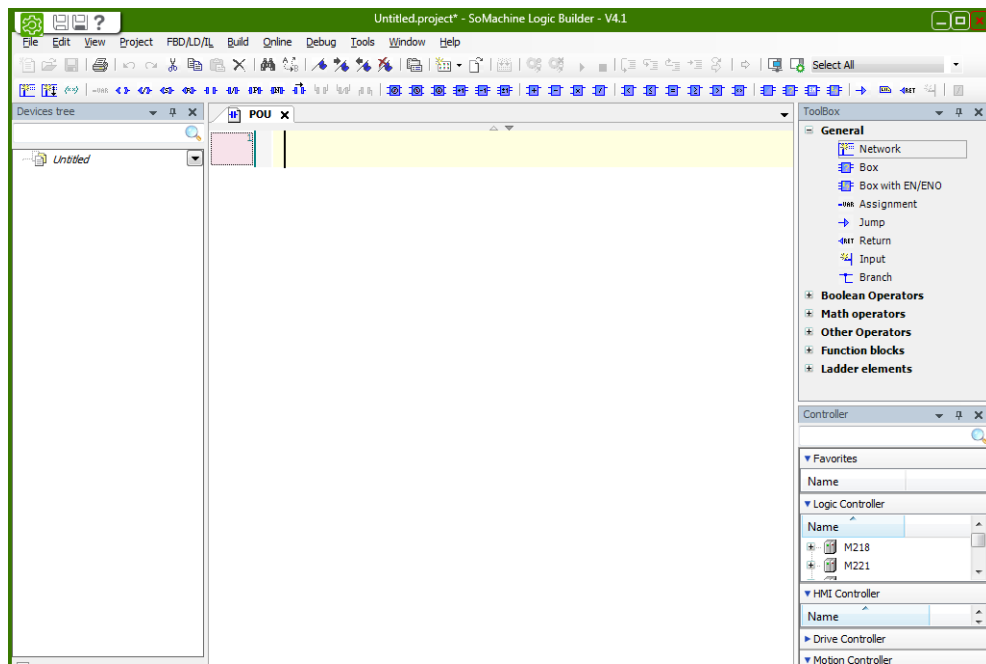 Untitled.project* - SoMachine Logic Builder - V4.1
File Edit View Project FBD/LD/IL Build Online Debug Tools Window Help
Select All
Devices tree
POU
ToolBox
1
General
Untitled
Network
Box
Box with EN/ENO
Assignment
Jump
Return
Input
Branch
Boolean Operators
Math operators
Other Operators
Function blocks
Ladder elements
Controller
Favorites
Name
Logic Controller
Name
M218
M221
HMI Controller
Name
Drive Controller
Motion Controller